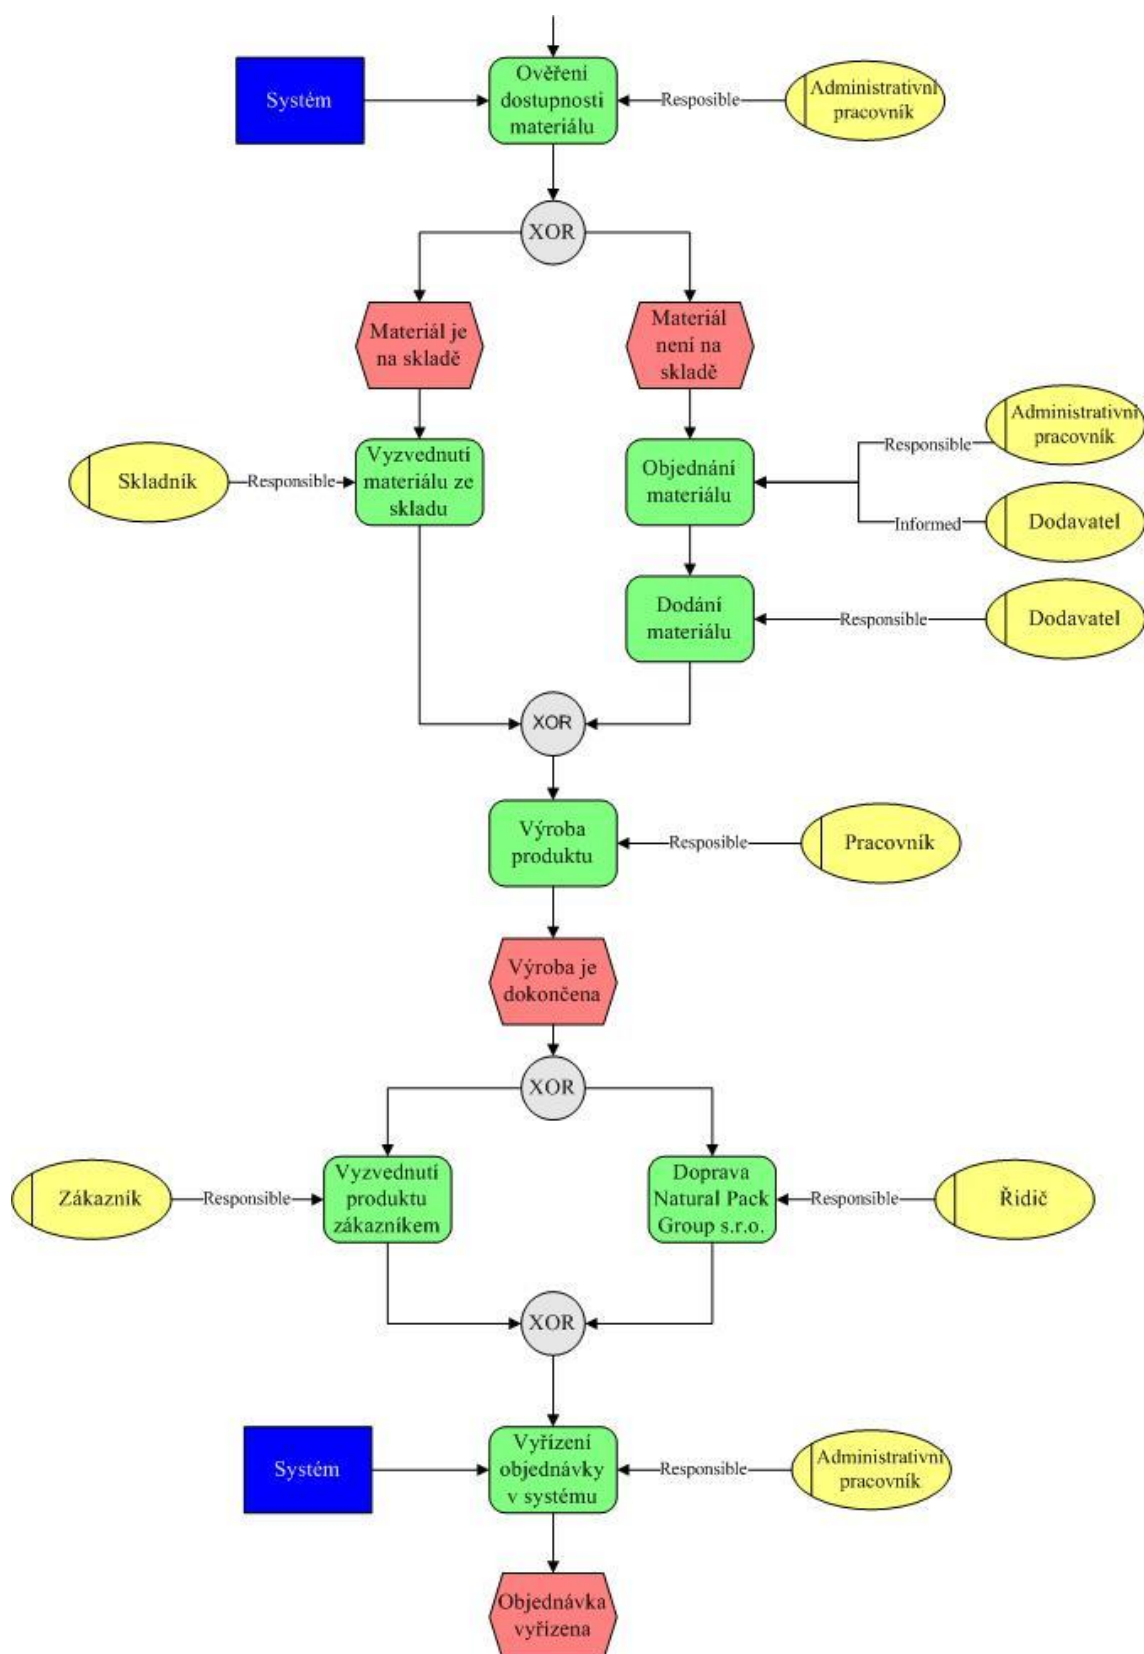 Systém
Ověření
dostupnosti
materiálu
Resposible
Administrativní
pracovník
XOR
Materiál je
na skladě
Materiál
není na
skladě
Skladník
Responsible
Vyzvednutí
materiálu ze
skladu
Objednání
materiálu
Responsible
Administrativní
pracovník
Informed
Dodavatel
Dodání
materiálu
Responsible
Dodavatel
XOR
Výroba
produktu
Resposible
Pracovník
Výroba je
dokončena
XOR
Zákazník
Responsible
Vyzvednutí
produktu
zákazníkem
Doprava
Natural Pack
Group s.r.o.
Responsible
Řidič
XOR
Systém
Vyřízení
objednávky
v systému
Responsible
Administrativní
pracovník
Objednávka
vyřízena